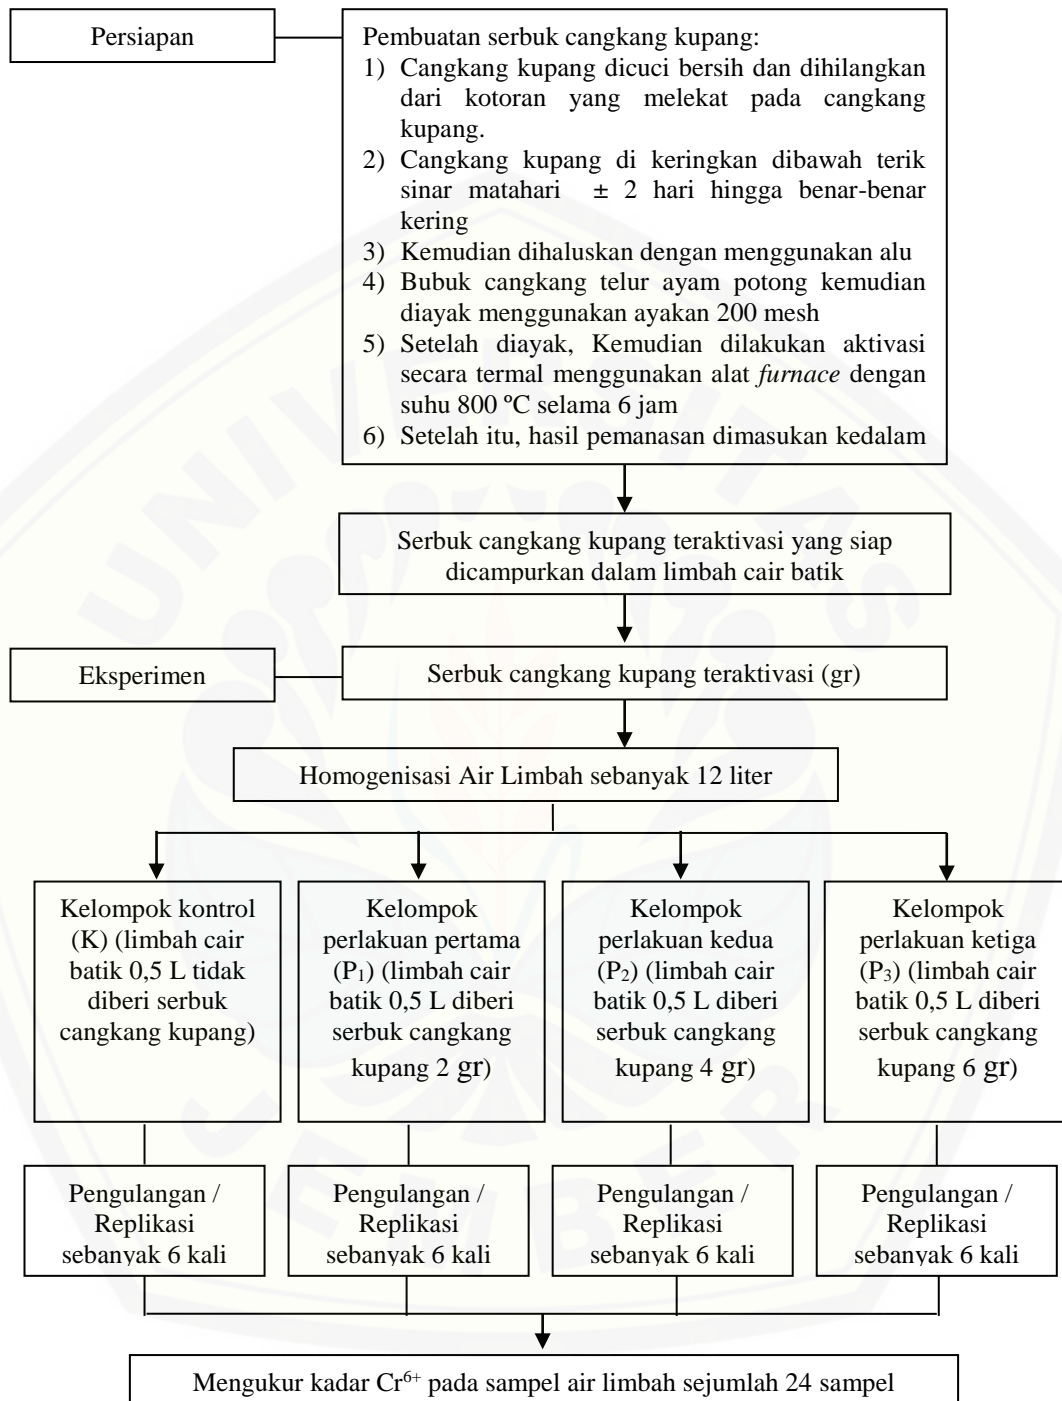 Persiapan
Pembuatan serbuk cangkang kupang:
1) Cangkang kupang dicuci bersih dan dihilangkan
dari kotoran yang melekat pada cangkang
kupang.
2) Cangkang kupang di keringkan dibawah terik
sinar matahari ± 2 hari hingga benar-benar
kering
3) Kemudian dihaluskan dengan menggunakan alu
4) Bubuk cangkang telur ayam potong kemudian
diayak menggunakan ayakan 200 mesh
5) Setelah diayak, Kemudian dilakukan aktivasi
secara termal menggunakan alat furnace dengan
suhu 800 ºC selama 6 jam
6) Setelah itu, hasil pemanasan dimasukan kedalam
Serbuk cangkang kupang teraktivasi yang siap
dicampurkan dalam limbah cair batik
Eksperimen
Serbuk cangkang kupang teraktivasi (gr)
Homogenisasi Air Limbah sebanyak 12 liter
Kelompok kontrol
(K) (limbah cair
batik 0,5 L tidak
diberi serbuk
cangkang kupang)
Kelompok
perlakuan pertama
(P₁) (limbah cair
batik 0,5 L diberi
serbuk cangkang
kupang 2 gr)
Kelompok
perlakuan kedua
(P₂) (limbah cair
batik 0,5 L diberi
serbuk cangkang
kupang 4 gr)
Kelompok
perlakuan ketiga
(P₃) (limbah cair
batik 0,5 L diberi
serbuk cangkang
kupang 6 gr)
Pengulangan /
Replikasi
sebanyak 6 kali
Pengulangan /
Replikasi
sebanyak 6 kali
Pengulangan /
Replikasi
sebanyak 6 kali
Pengulangan /
Replikasi
sebanyak 6 kali
Mengukur kadar Cr⁶⁺ pada sampel air limbah sejumlah 24 sampel
UNIVERSITAS
JEMBER